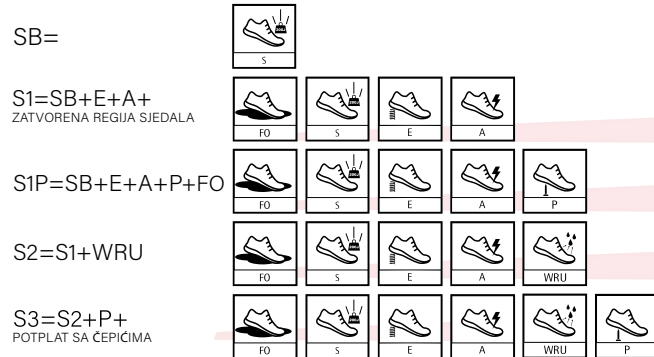 SB=
S
S1=SB+E+A+
ZATVORENA REGIJA SJEDALA
FO S E A
S1P=SB+E+A+P+FO
FO S E A P
S2=S1+WRU
FO S E A WRU
S3=S2+P+
POTPLAT SA ČEPIĆIMA
FO S E A WRU P